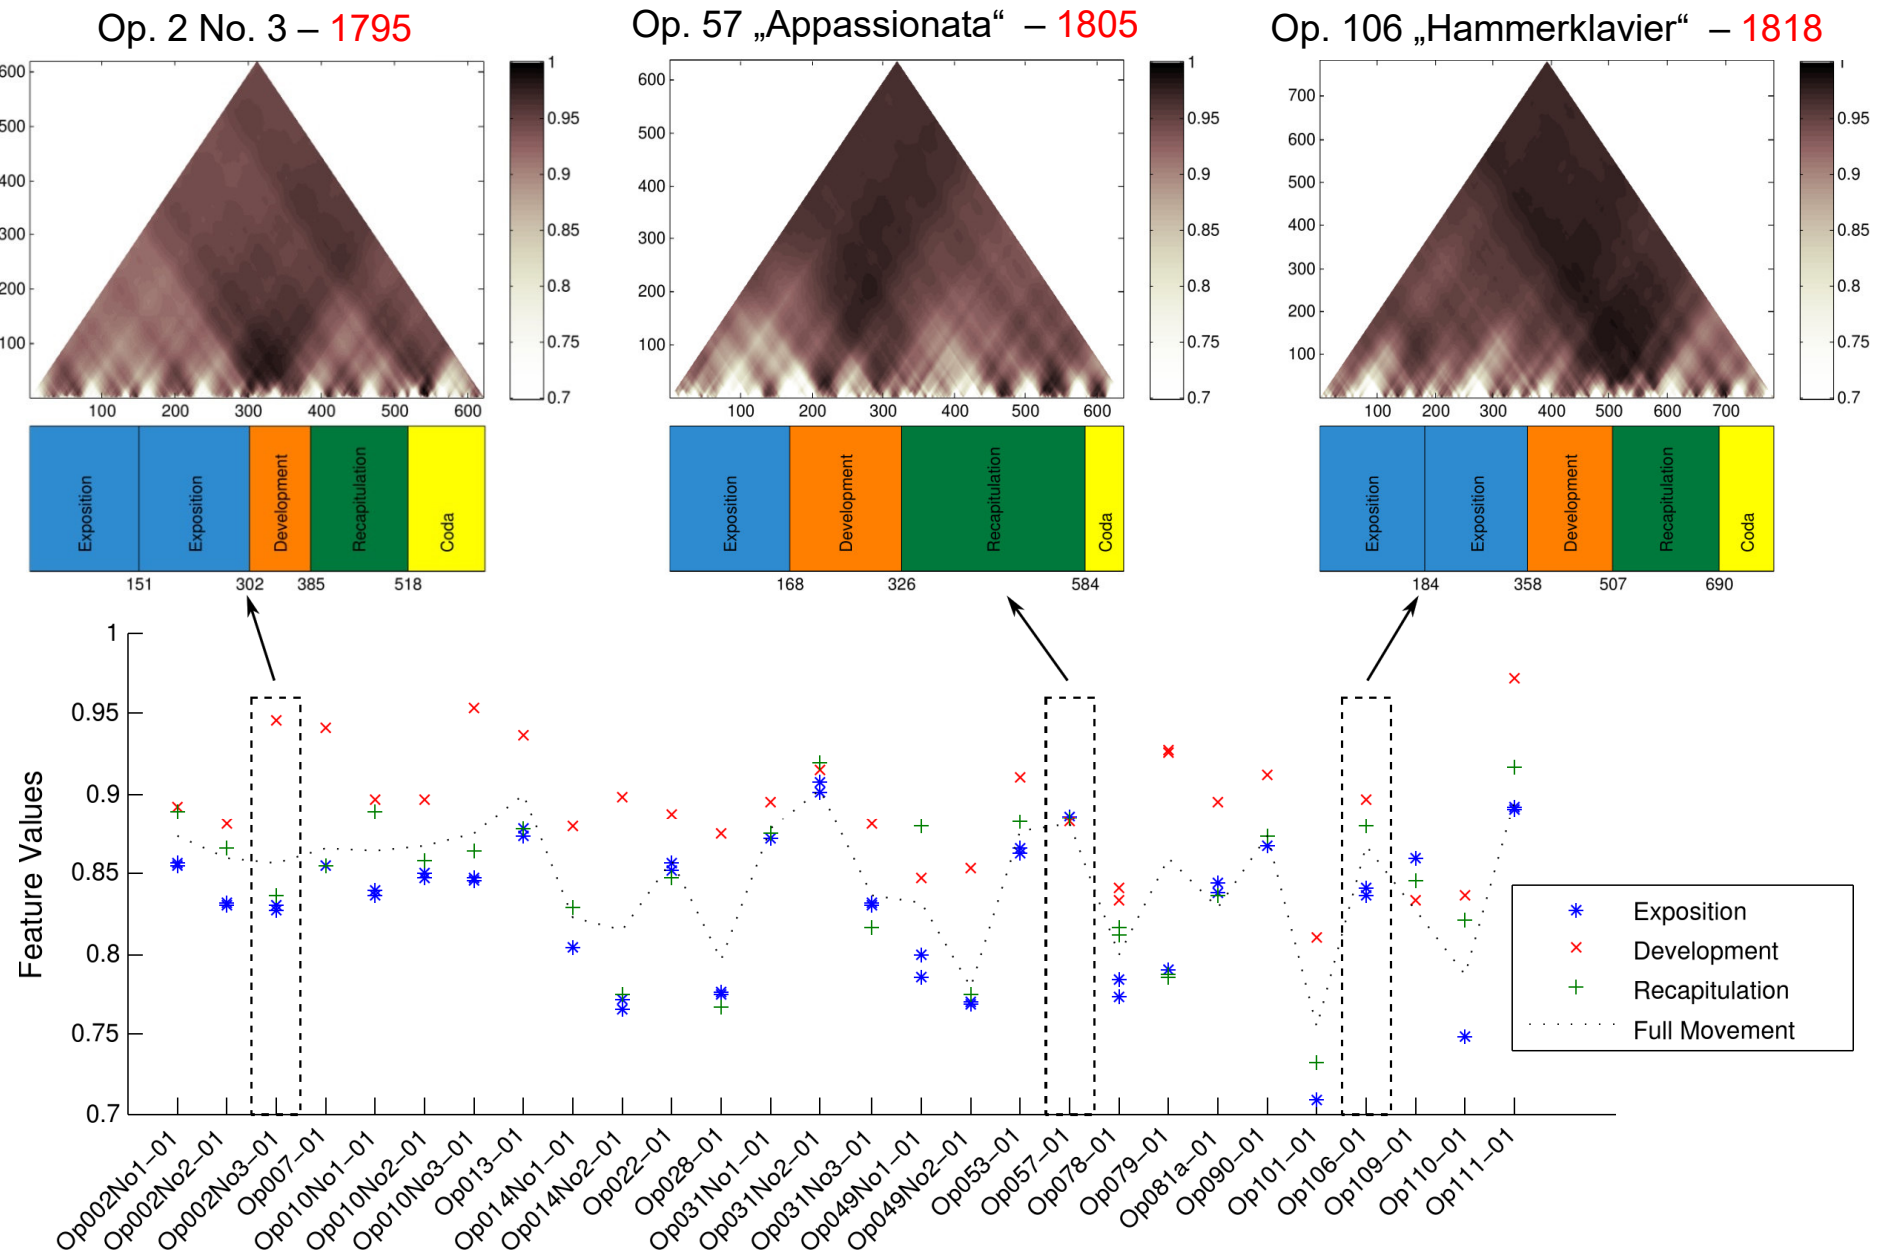 Op. 2 No. 3 – 1795
Op. 57 „Appassionata“ – 1805
Op. 106 „Hammerklavier“ – 1818
600
500
400
300
200
100
100 200 300 400 500 600
1
0.95
0.9
0.85
0.8
0.75
0.7
600
500
400
300
200
100
100 200 300 400 500 600
1
0.95
0.9
0.85
0.8
0.75
0.7
700
600
500
400
300
200
100
100 200 300 400 500 600 700
1
0.95
0.9
0.85
0.8
0.75
0.7
Exposition
Exposition
Development
Recapitulation
Coda
151 302 385 518
Exposition
Development
Recapitulation
Coda
168 326 584
Exposition
Exposition
Development
Recapitulation
Coda
184 358 507 690
Feature Values
1
0.95
0.9
0.85
0.8
0.75
0.7
Exposition
Development
Recapitulation
Full Movement
Op002No1–01
Op002No2–01
Op002No3–01
Op007–01
Op010No1–01
Op010No2–01
Op010No3–01
Op013–01
Op014No1–01
Op014No2–01
Op022–01
Op028–01
Op031No1–01
Op031No2–01
Op031No3–01
Op049No1–01
Op049No2–01
Op053–01
Op057–01
Op078–01
Op079–01
Op081a–01
Op090–01
Op101–01
Op106–01
Op109–01
Op110–01
Op111–01